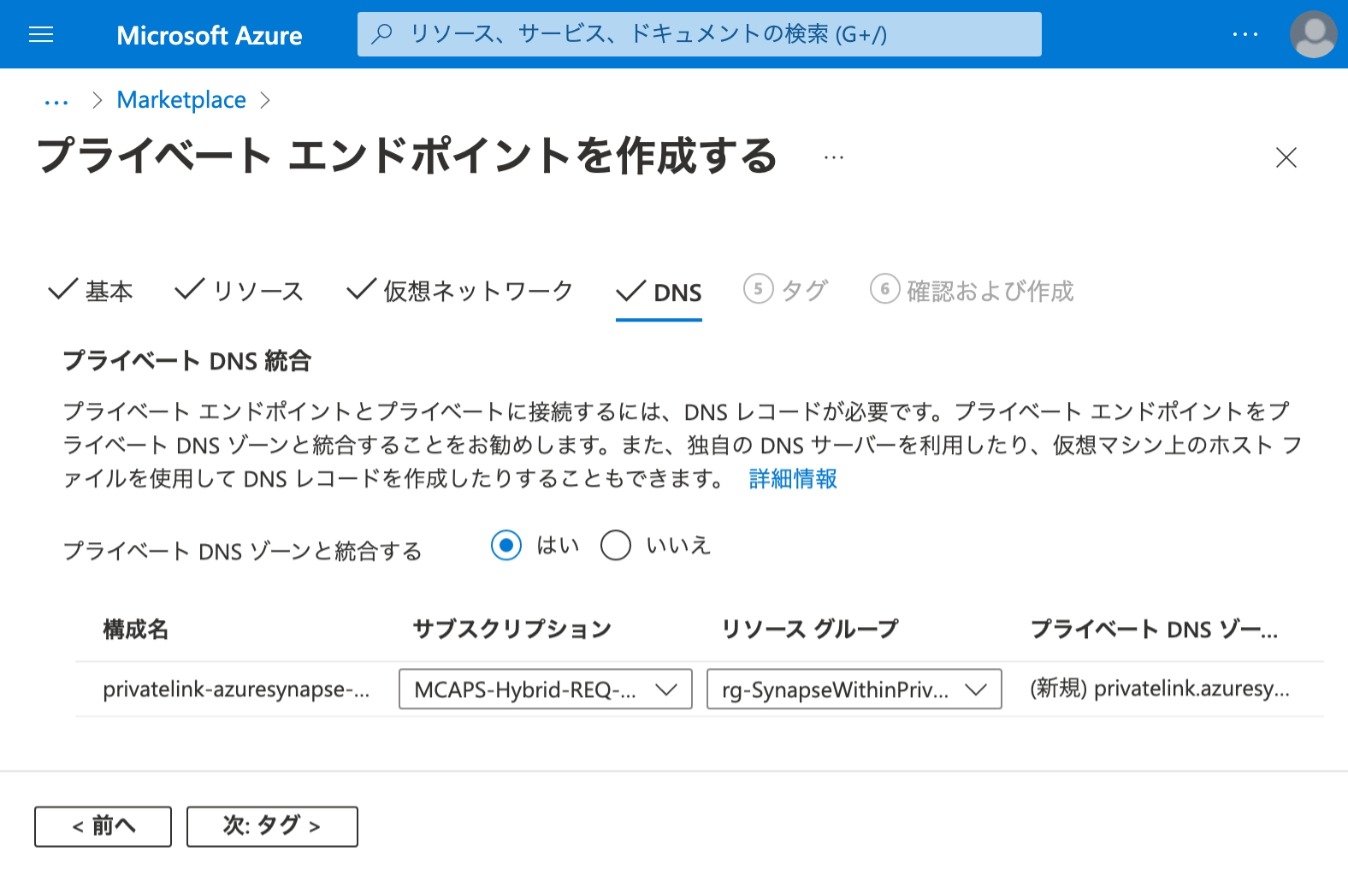 Microsoft Azure
リソース、サービス、ドキュメントの検索 (G+/)
...
... > Marketplace >
プライベート エンドポイントを作成する ...
基本 リソース 仮想ネットワーク DNS 5 タグ 6 確認および作成
プライベート DNS 統合
プライベート エンドポイントとプライベートに接続するには、DNS レコードが必要です。プライベート エンドポイントをプ
ライベート DNS ゾーンと統合することをお勧めします。また、独自の DNS サーバーを利用したり、仮想マシン上のホスト フ
ァイルを使用して DNS レコードを作成したりすることもできます。 詳細情報
プライベート DNS ゾーンと統合する はい いいえ
構成名 サブスクリプション リソース グループ プライベート DNS ゾー...
privatelink-azuresynapse-... MCAPS-Hybrid-REQ-... rg-SynapseWithinPriv... (新規) privatelink.azuresy...
< 前へ 次: タグ >